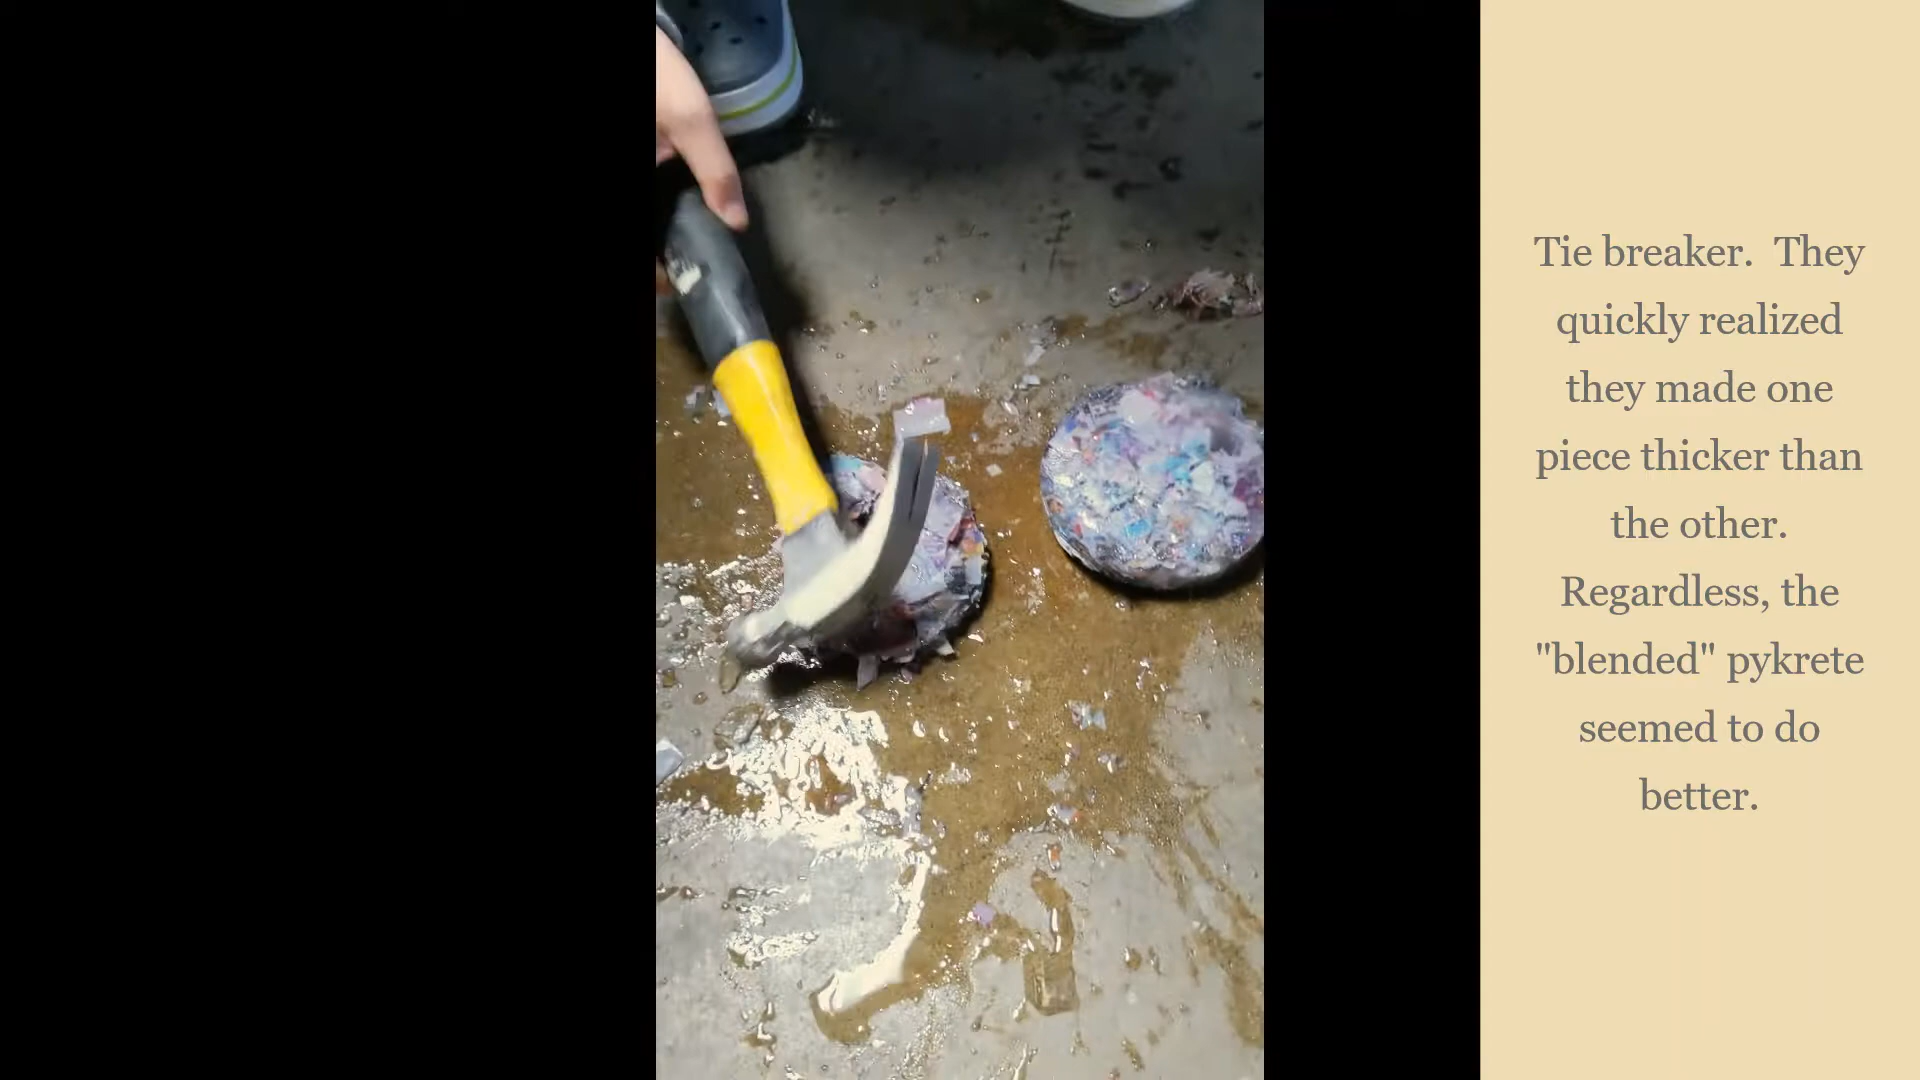 Tie breaker.  They
quickly realized
they made one
piece thicker than
the other.
Regardless, the
"blended" pykrete
seemed to do
better.